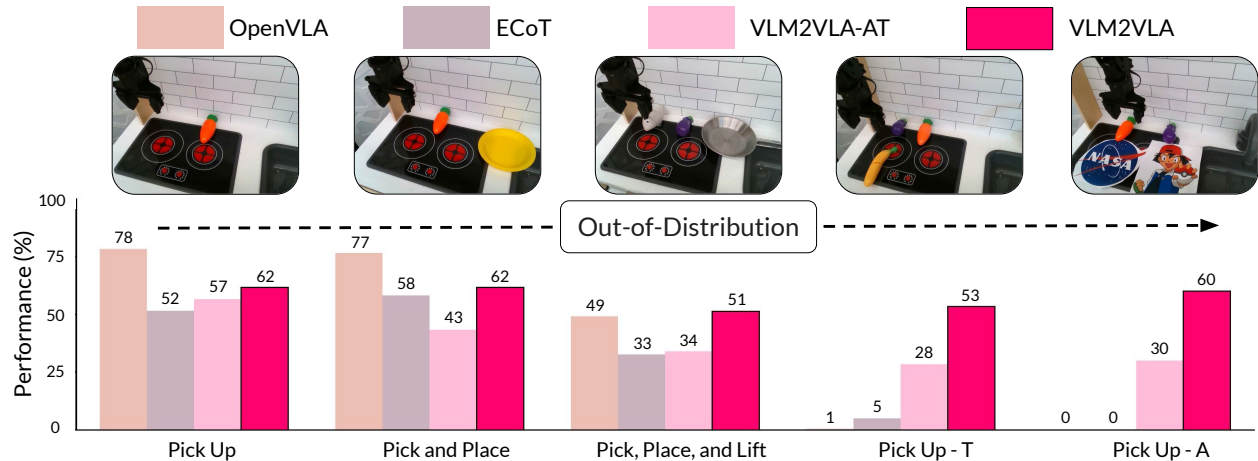 OpenVLA ECoT VLM2VLA-AT VLM2VLA
NASA
Out-of-Distribution
Performance (%)
100
75
50
25
0
78 52 57 62
77 58 43 62
49 33 34 51
1 5 28 53
0 0 30 60
Pick Up Pick and Place Pick, Place, and Lift Pick Up - T Pick Up - A